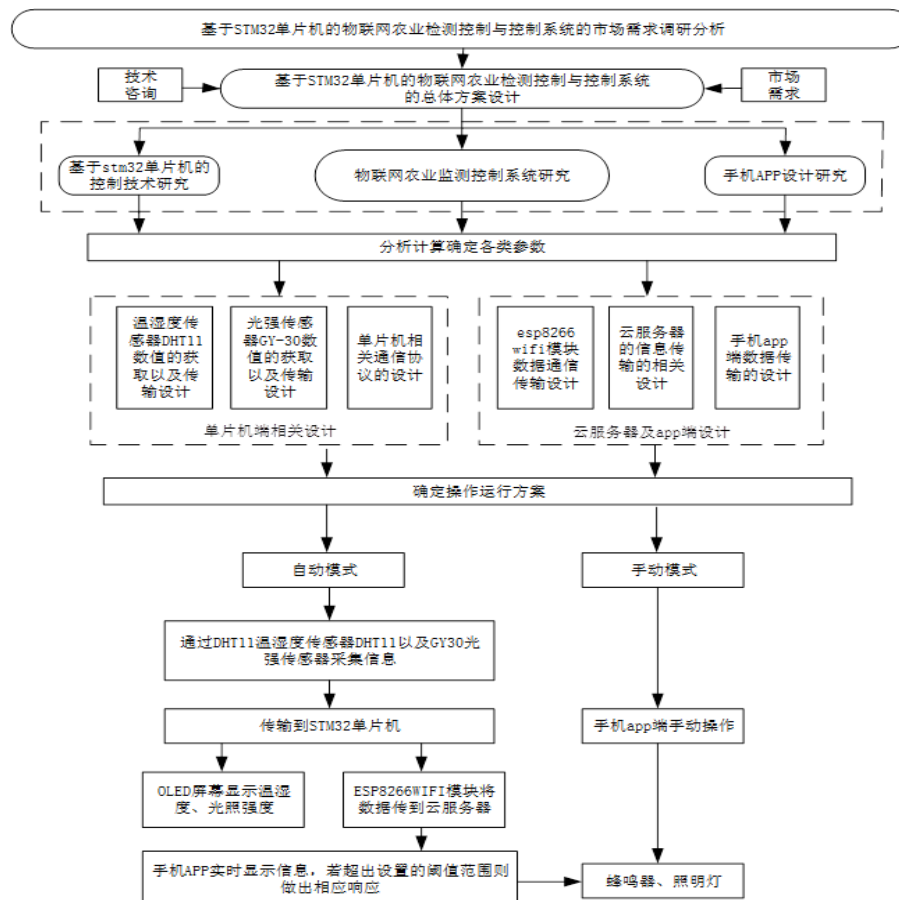 基于STM32单片机的物联网农业检测控制与控制系统的市场需求调研分析
技术
咨询
基于STM32单片机的物联网农业检测控制与控制系统
的总体方案设计
市场
需求
基于stm32单片机的
控制技术研究
物联网农业监测控制系统研究
手机APP设计研究
分析计算确定各类参数
温湿度传
感器DHT11
数值的获
取以及传
输设计
光强传感
器GY-30数
值的获取
以及传输
设计
单片机相
关通信协
议的设计
esp8266
wifi模块
数据通信
传输设计
云服务器
的信息传
输的相关
设计
手机app
端数据传
输的设计
单片机端相关设计
云服务器及app端设计
确定操作运行方案
自动模式
手动模式
通过DHT11温湿度传感器DHT11以及GY30光
强传感器采集信息
传输到STM32单片机
手机app端手动操作
OLED屏幕显示温湿
度、光照强度
ESP8266WIFI模块将
数据传到云服务器
手机APP实时显示信息，若超出设置的阈值范围则
做出相应响应
蜂鸣器、照明灯